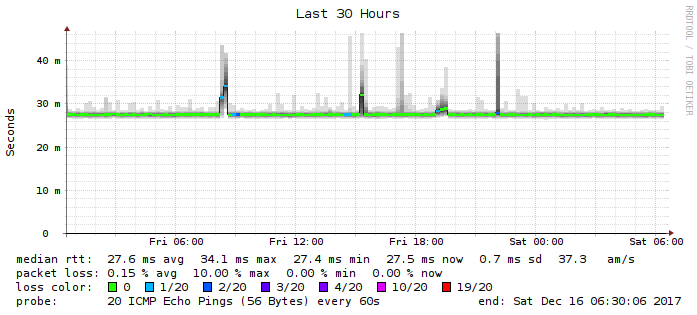 Last 30 Hours
RRDTOOL / TOBI OETIKER
Seconds
40 m
30 m
20 m
10 m
0
Fri 06:00 Fri 12:00 Fri 18:00 Sat 00:00 Sat 06:00
median rtt: 27.6 ms avg 34.1 ms max 27.4 ms min 27.5 ms now 0.7 ms sd 37.3 am/s
packet loss: 0.15 % avg 10.00 % max 0.00 % min 0.00 % now
loss color: 0 1/20 2/20 3/20 4/20 10/20 19/20
probe: 20 ICMP Echo Pings (56 Bytes) every 60s end: Sat Dec 16 06:30:06 2017